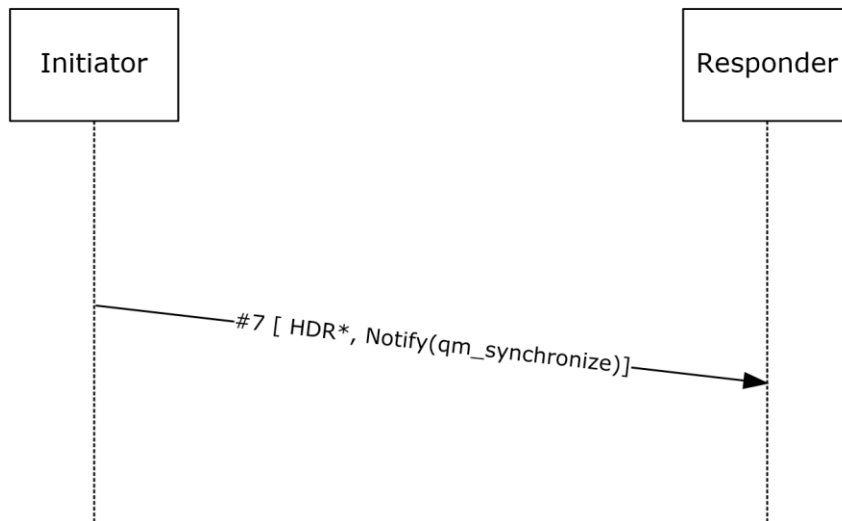 Initiator
Responder
#7 [ HDR*, Notify(qm_synchronize)]